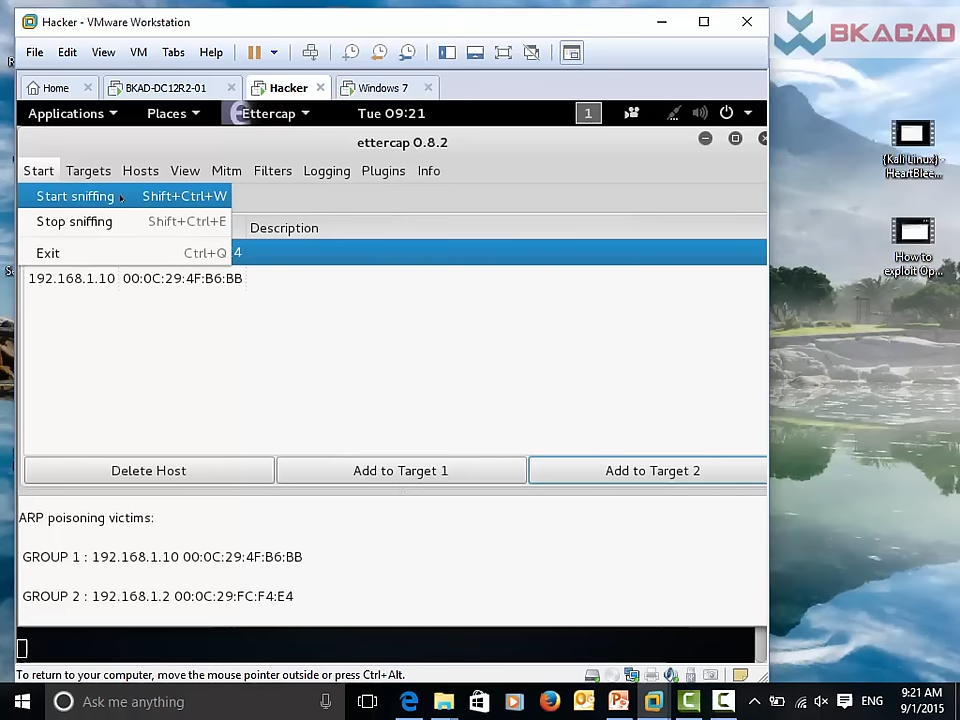 Hacker - VMware Workstation
BKACAD
File Edit View VM Tabs Help
Home BKAD-DC12R2-01 Hacker Windows 7
Applications Places Ettercap Tue 09:21 1
ettercap 0.8.2
Start Targets Hosts View Mitm Filters Logging Plugins Info
Start sniffing Shift+Ctrl+W
Stop sniffing Shift+Ctrl+E
Exit Ctrl+Q
Description
4
192.168.1.10 00:0C:29:4F:B6:BB
Delete Host Add to Target 1 Add to Target 2
ARP poisoning victims:
GROUP 1 : 192.168.1.10 00:0C:29:4F:B6:BB
GROUP 2 : 192.168.1.2 00:0C:29:FC:F4:E4
To return to your computer, move the mouse pointer outside or press Ctrl+Alt.
(Kali Linux)-
HeartBlee...
How to
exploit Op...
Ask me anything
ENG
9:21 AM
9/1/2015